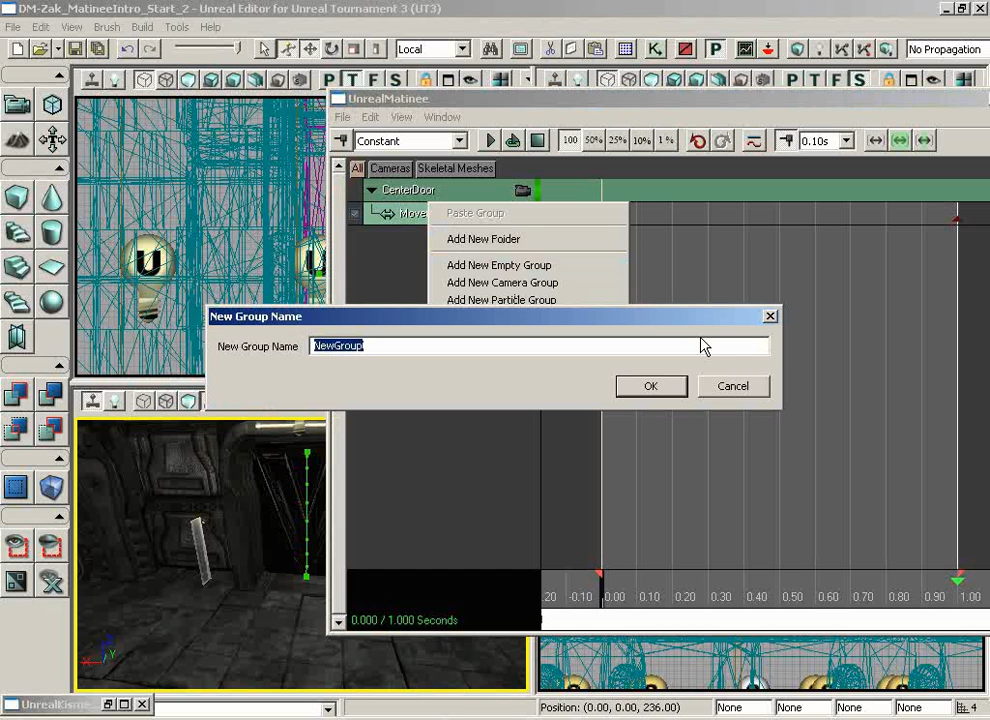 DM-Zak_MatineeIntro_Start_2 - Unreal Editor for Unreal Tournament 3 (UT3)
File Edit View Brush Build Tools Help
Local
No Propagation
P T F S
P T F S
UnrealMatinee
File Edit View Window
Constant
100 50% 25% 10% 1 %
0.10s
All Cameras Skeletal Meshes
CenterDoor
Move
Paste Group
Add New Folder
Add New Empty Group
Add New Camera Group
Add New Particle Group
New Group Name
New Group Name
NewGroup
OK Cancel
.20 -0.10 0.00 0.10 0.20 0.30 0.40 0.50 0.60 0.70 0.80 0.90 1.00
0.000 / 1.000 Seconds
X Y
UnrealKisme...
Position: (0.00, 0.00, 236.00)
None None None None 4